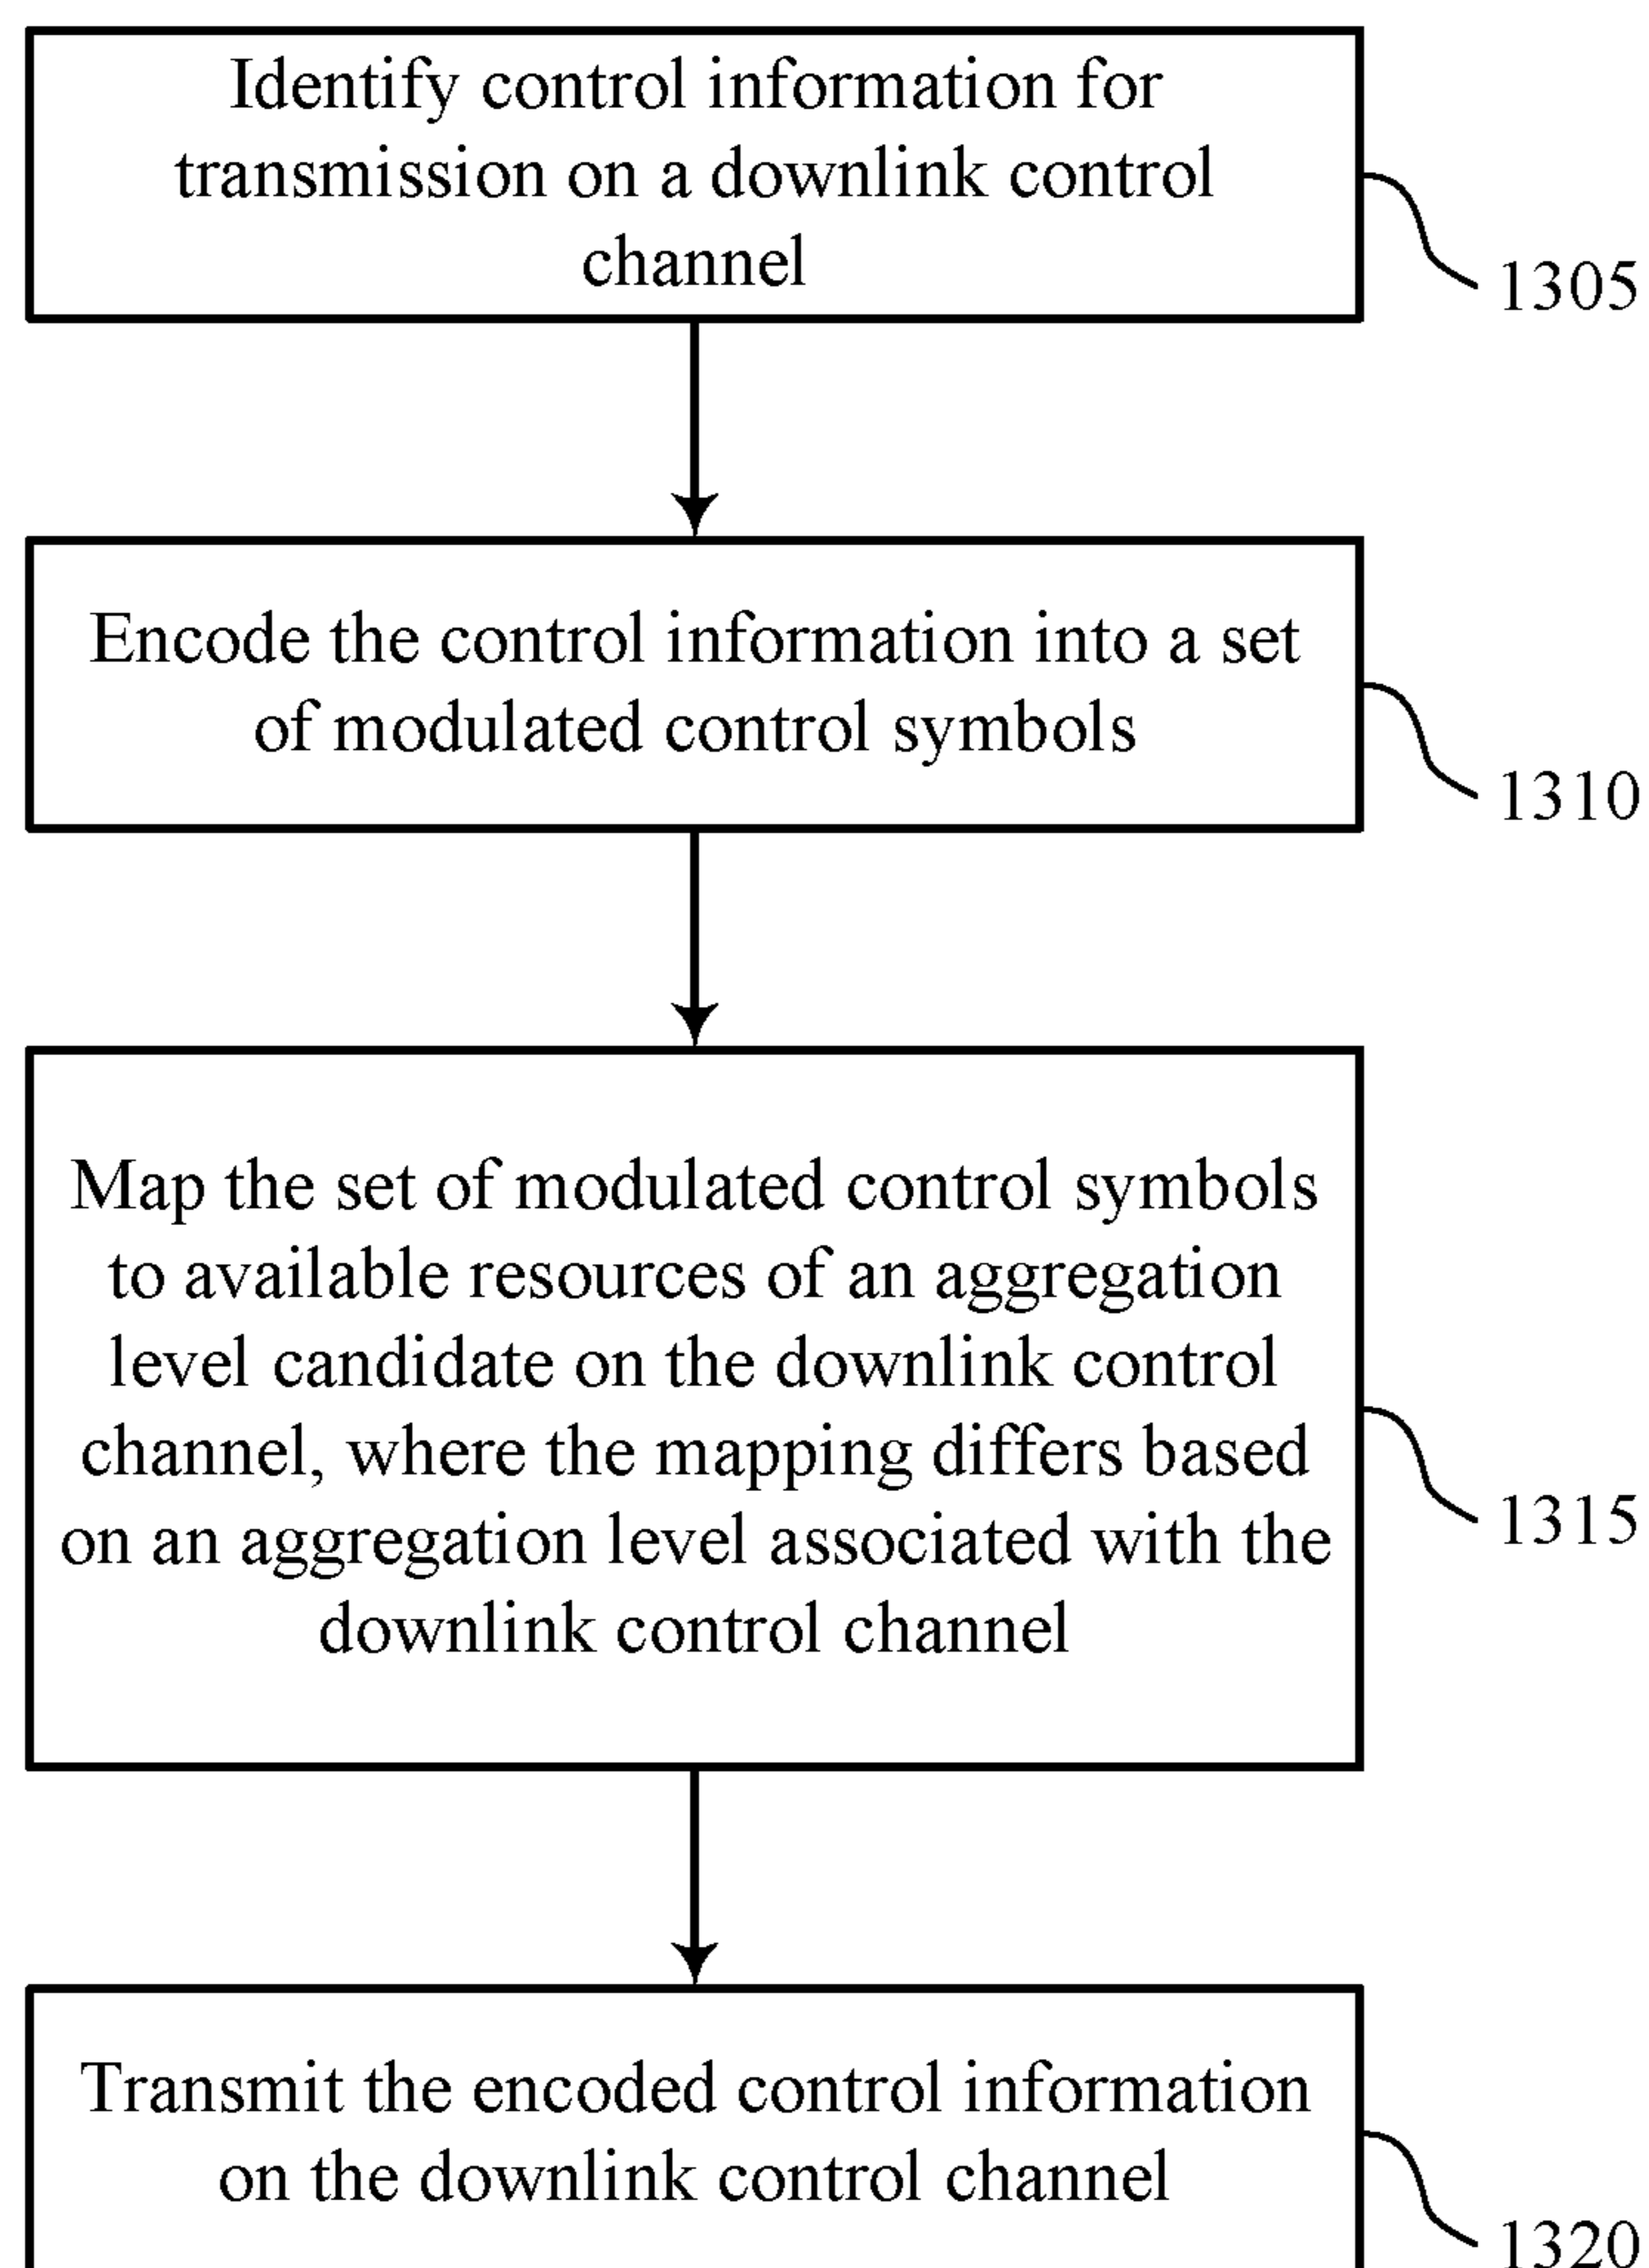 Identify control information for
transmission on a downlink control
channel
1305
Encode the control information into a set
of modulated control symbols
1310
Map the set of modulated control symbols
to available resources of an aggregation
level candidate on the downlink control
channel, where the mapping differs based
on an aggregation level associated with the
downlink control channel
1315
Transmit the encoded control information
on the downlink control channel
1320